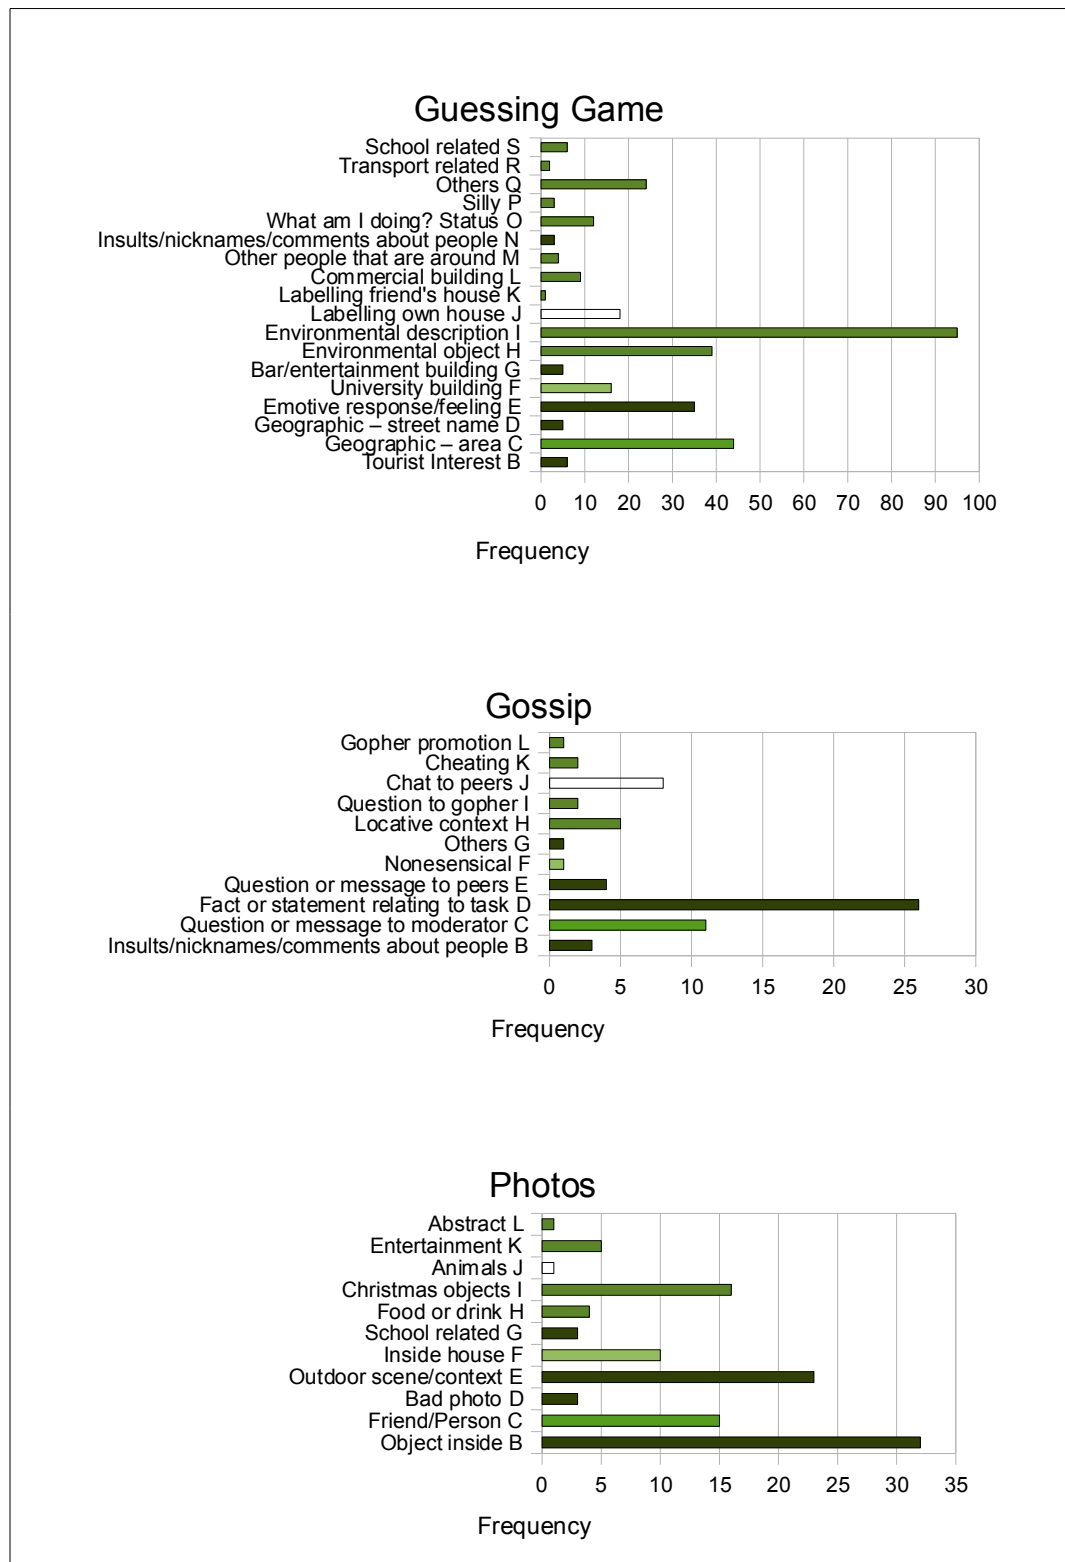 Guessing Game
School related S
Transport related R
Others Q
Silly P
What am I doing? Status O
Insults/nicknames/comments about people N
Other people that are around M
Commercial building L
Labelling friend's house K
Labelling own house J
Environmental description I
Environmental object H
Bar/entertainment building G
University building F
Emotive response/feeling E
Geographic – street name D
Geographic – area C
Tourist Interest B
0 10 20 30 40 50 60 70 80 90 100
Frequency
Gossip
Gopher promotion L
Cheating K
Chat to peers J
Question to gopher I
Locative context H
Others G
Nonesensical F
Question or message to peers E
Fact or statement relating to task D
Question or message to moderator C
Insults/nicknames/comments about people B
0 5 10 15 20 25 30
Frequency
Photos
Abstract L
Entertainment K
Animals J
Christmas objects I
Food or drink H
School related G
Inside house F
Outdoor scene/context E
Bad photo D
Friend/Person C
Object inside B
0 5 10 15 20 25 30 35
Frequency